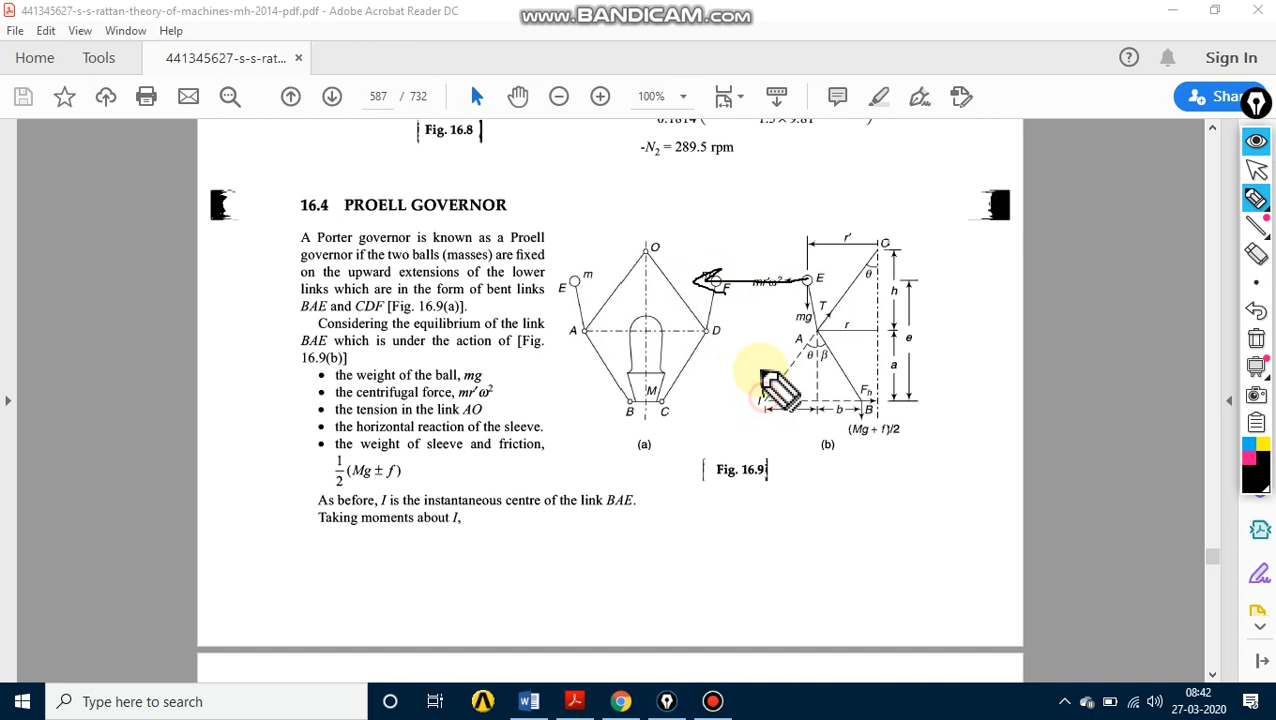 441345627-s-s-rattan-theory-of-machines-mh-2014-pdf.pdf - Adobe Acrobat Reader DC
www.BANDICAM.com
File Edit View Window Help
Home Tools 441345627-s-s-rat... × Sign In
587 / 732 100% Share
Fig. 16.8
-N2 = 289.5 rpm
16.4 PROELL GOVERNOR
A Porter governor is known as a Proell
governor if the two balls (masses) are fixed
on the upward extensions of the lower
links which are in the form of bent links
BAE and CDF [Fig. 16.9(a)].
Considering the equilibrium of the link
BAE which is under the action of [Fig.
16.9(b)]
• the weight of the ball, mg
• the centrifugal force, mr′ω²
• the tension in the link AO
• the horizontal reaction of the sleeve.
• the weight of sleeve and friction,
1/2 (Mg ± f)
As before, I is the instantaneous centre of the link BAE.
Taking moments about I,
O
m
E
F
A
D
M
B C
(a)
r′
O
θ
mr′ω²
E
h
mg
T
r
e
A
θ β
a
I
Fh
b
B
(Mg + f)/2
(b)
Fig. 16.9
Type here to search
08:42
27-03-2020